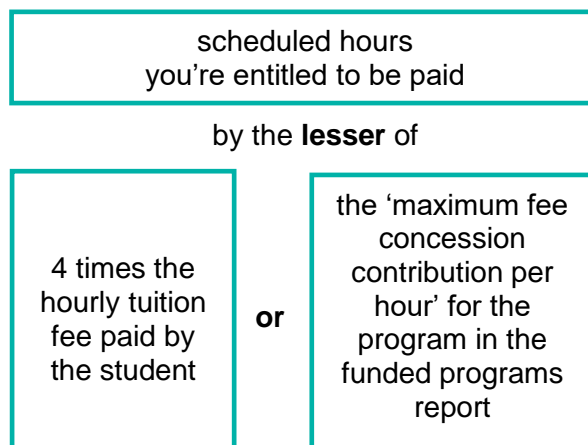 scheduled hours
you’re entitled to be paid
by the lesser of
4 times the
hourly tuition
fee paid by
the student
or
the ‘maximum fee
concession
contribution per
hour’ for the
program in the
funded programs
report